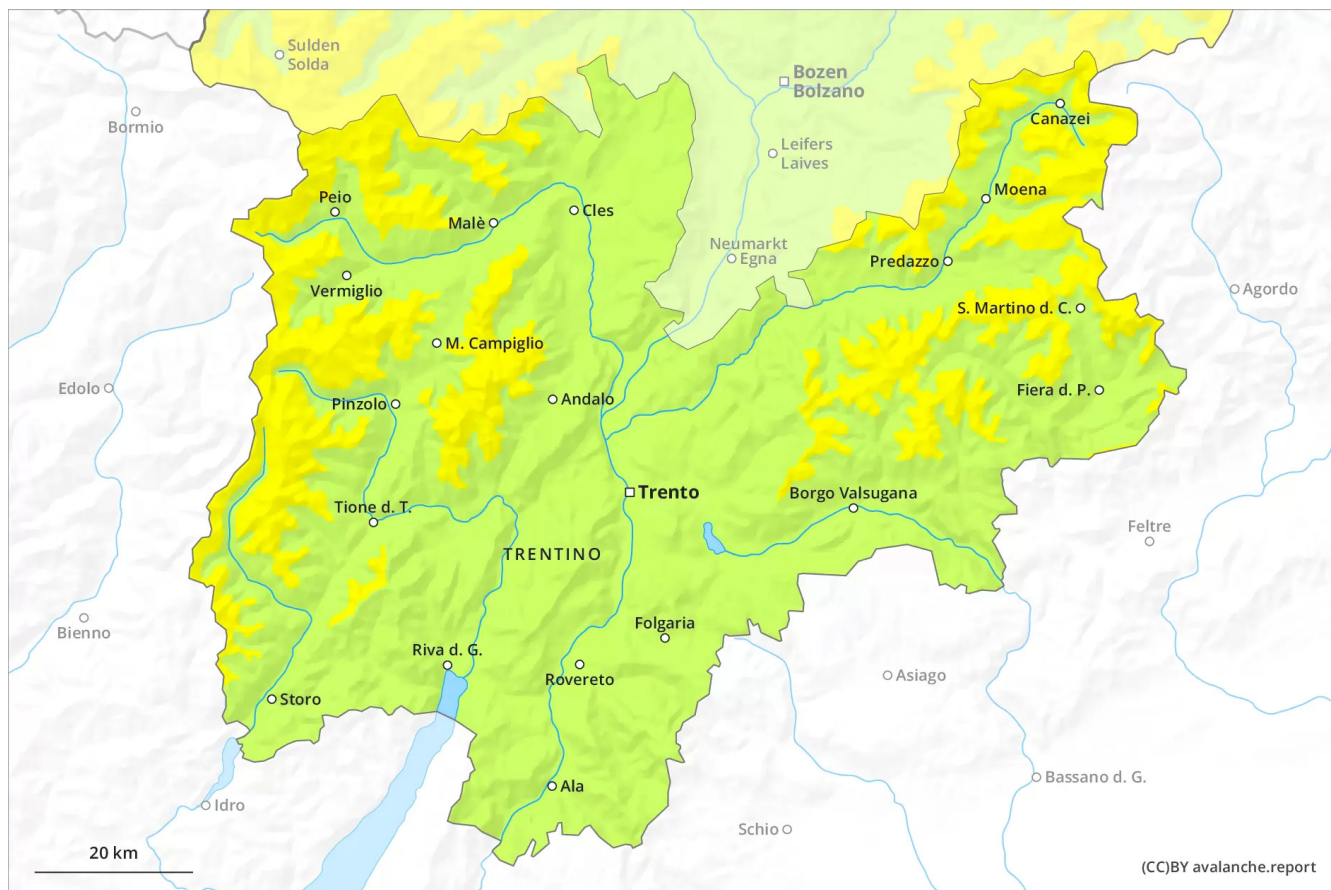 Sulden
Solda
Bozen
Bolzano
Bormio
Canazei
Leifers
Laives
Peio
Moena
Malè
Cles
Neumarkt
Egna
Predazzo
Vermiglio
Agordo
S. Martino d. C.
M. Campiglio
Edolo
Pinzolo
Andalo
Fiera d. P.
Trento
Borgo Valsugana
Tione d. T.
Feltre
TRENTINO
Bienno
Folgaria
Riva d. G.
Rovereto
Asiago
Storo
Bassano d. G.
Ala
Idro
Schio
20 km
(CC)BY avalanche.report